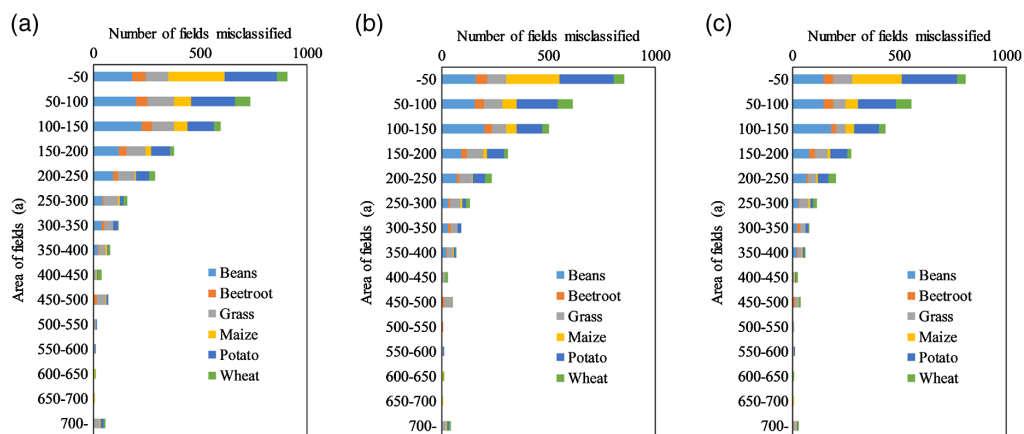 (a)
Number of fields misclassified
0 500 1000
Area of fields (a)
-50
50-100
100-150
150-200
200-250
250-300
300-350
350-400
400-450
450-500
500-550
550-600
600-650
650-700
700-
Beans
Beetroot
Grass
Maize
Potato
Wheat
(b)
Number of fields misclassified
0 500 1000
Area of fields (a)
-50
50-100
100-150
150-200
200-250
250-300
300-350
350-400
400-450
450-500
500-550
550-600
600-650
650-700
700-
Beans
Beetroot
Grass
Maize
Potato
Wheat
(c)
Number of fields misclassified
0 500 1000
Area of fields (a)
-50
50-100
100-150
150-200
200-250
250-300
300-350
350-400
400-450
450-500
500-550
550-600
600-650
650-700
700-
Beans
Beetroot
Grass
Maize
Potato
Wheat